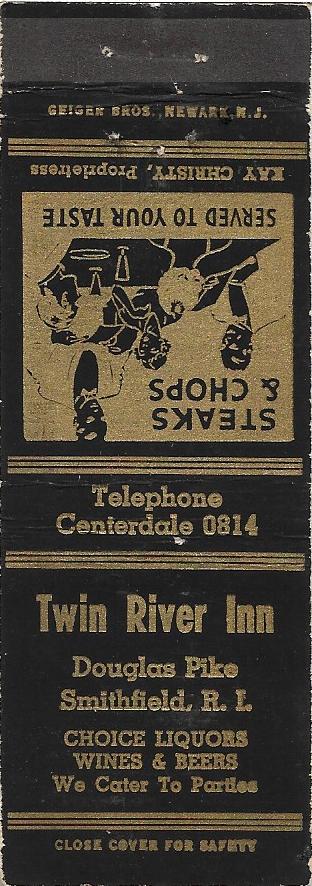 GEIGER BROS. NEWARK N.J.
STEAKS
& CHOPS
SERVED TO YOUR TASTE
KAY CHRISTY, Proprietress
Telephone
Centerdale 0814
Twin River Inn
Douglas Pike
Smithfield, R. I.
CHOICE LIQUORS
WINES & BEERS
We Cater To Parties
CLOSE COVER FOR SAFETY